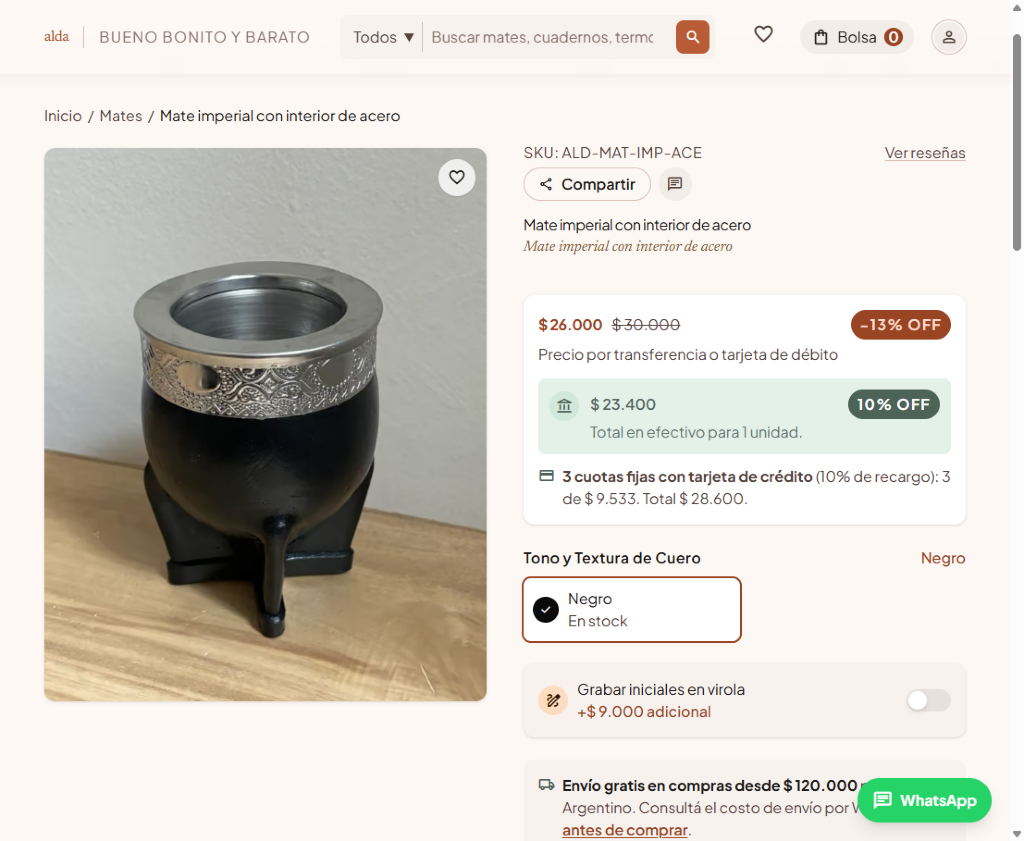 alda
BUENO BONITO Y BARATO
Todos ▼
Buscar mates, cuadernos, termo
Bolsa 0
Inicio / Mates / Mate imperial con interior de acero
SKU: ALD-MAT-IMP-ACE
Ver reseñas
Compartir
Mate imperial con interior de acero
Mate imperial con interior de acero
$ 26.000 $ 30.000
-13% OFF
Precio por transferencia o tarjeta de débito
$ 23.400
10% OFF
Total en efectivo para 1 unidad.
3 cuotas fijas con tarjeta de crédito (10% de recargo): 3
de $ 9.533. Total $ 28.600.
Tono y Textura de Cuero
Negro
Negro
En stock
Grabar iniciales en virola
+$ 9.000 adicional
Envío gratis en compras desde $ 120.000
Argentino. Consultá el costo de envío por
antes de comprar.
WhatsApp